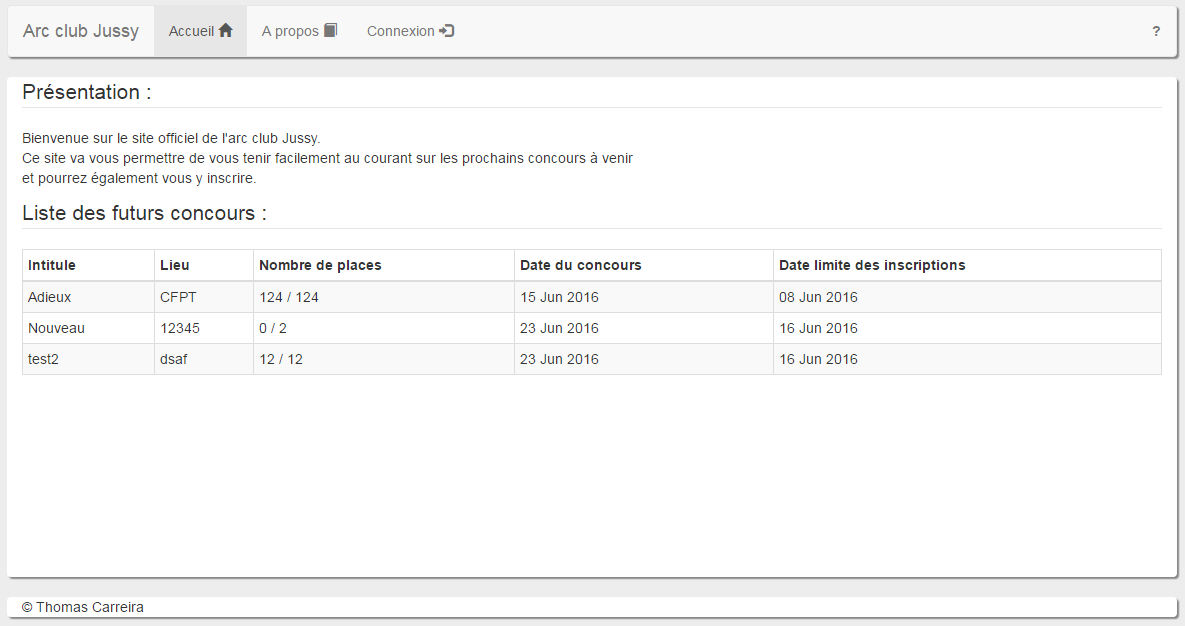 Arc club Jussy Accueil A propos Connexion ?
Présentation :
Bienvenue sur le site officiel de l'arc club Jussy.
Ce site va vous permettre de vous tenir facilement au courant sur les prochains concours à venir
et pourrez également vous y inscrire.
Liste des futurs concours :
Intitule Lieu Nombre de places Date du concours Date limite des inscriptions
Adieux CFPT 124 / 124 15 Jun 2016 08 Jun 2016
Nouveau 12345 0 / 2 23 Jun 2016 16 Jun 2016
test2 dsaf 12 / 12 23 Jun 2016 16 Jun 2016
© Thomas Carreira